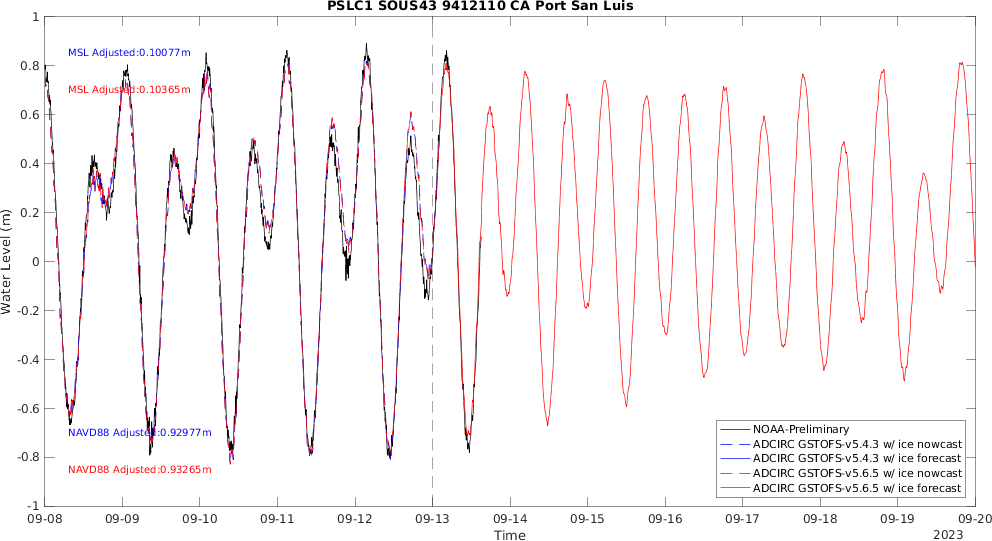 PSLC1 SOUS43 9412110 CA Port San Luis
1
0.8
0.6
0.4
0.2
0
-0.2
-0.4
-0.6
-0.8
-1
Water Level (m)
MSL Adjusted:0.10077m
MSL Adjusted:0.10365m
NAVD88 Adjusted:0.92977m
NAVD88 Adjusted:0.93265m
NOAA-Preliminary
ADCIRC GSTOFS-v5.4.3 w/ ice nowcast
ADCIRC GSTOFS-v5.4.3 w/ ice forecast
ADCIRC GSTOFS-v5.6.5 w/ ice nowcast
ADCIRC GSTOFS-v5.6.5 w/ ice forecast
09-08 09-09 09-10 09-11 09-12 09-13 09-14 09-15 09-16 09-17 09-18 09-19 09-20
Time
2023